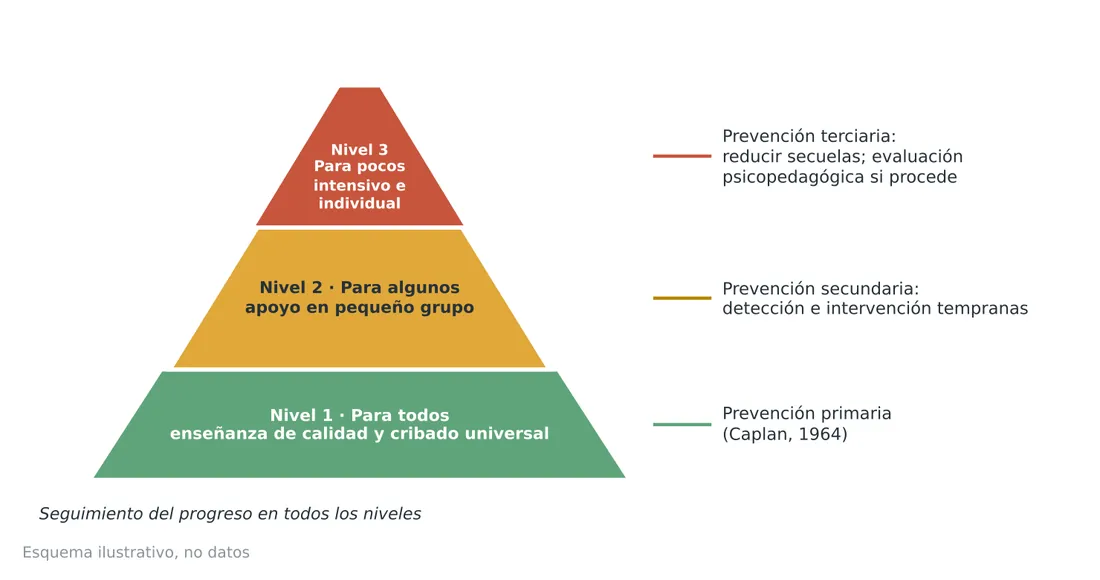 Nivel 3
Para pocos
intensivo e
individual
Prevención terciaria:
reducir secuelas; evaluación
psicopedagógica si procede
Nivel 2 · Para algunos
apoyo en pequeño grupo
Prevención secundaria:
detección e intervención tempranas
Nivel 1 · Para todos
enseñanza de calidad y cribado universal
Prevención primaria
(Caplan, 1964)
Seguimiento del progreso en todos los niveles
Esquema ilustrativo, no datos